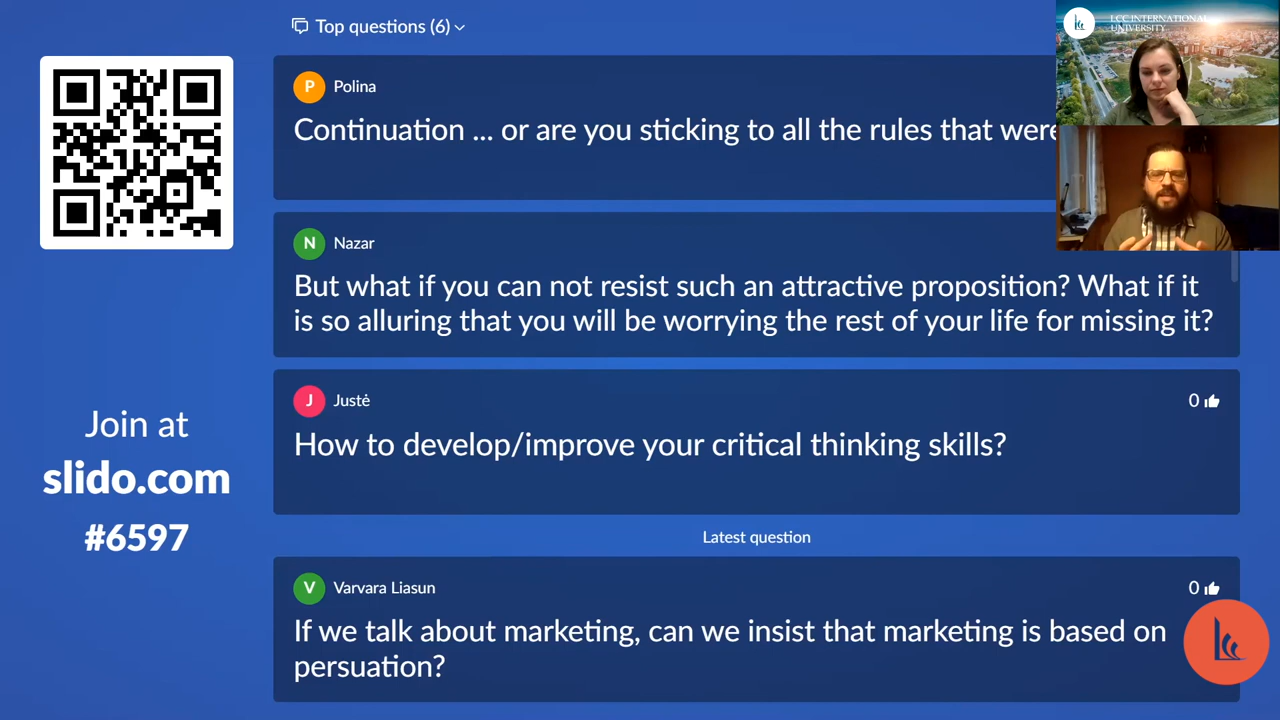 Top questions (6)
P Polina
Continuation ... or are you sticking to all the rules that were
N Nazar
But what if you can not resist such an attractive proposition? What if it
is so alluring that you will be worrying the rest of your life for missing it?
J Justė 0
How to develop/improve your critical thinking skills?
Latest question
V Varvara Liasun 0
If we talk about marketing, can we insist that marketing is based on
persuation?
Join at
slido.com
#6597
LCC INTERNATIONAL
UNIVERSITY